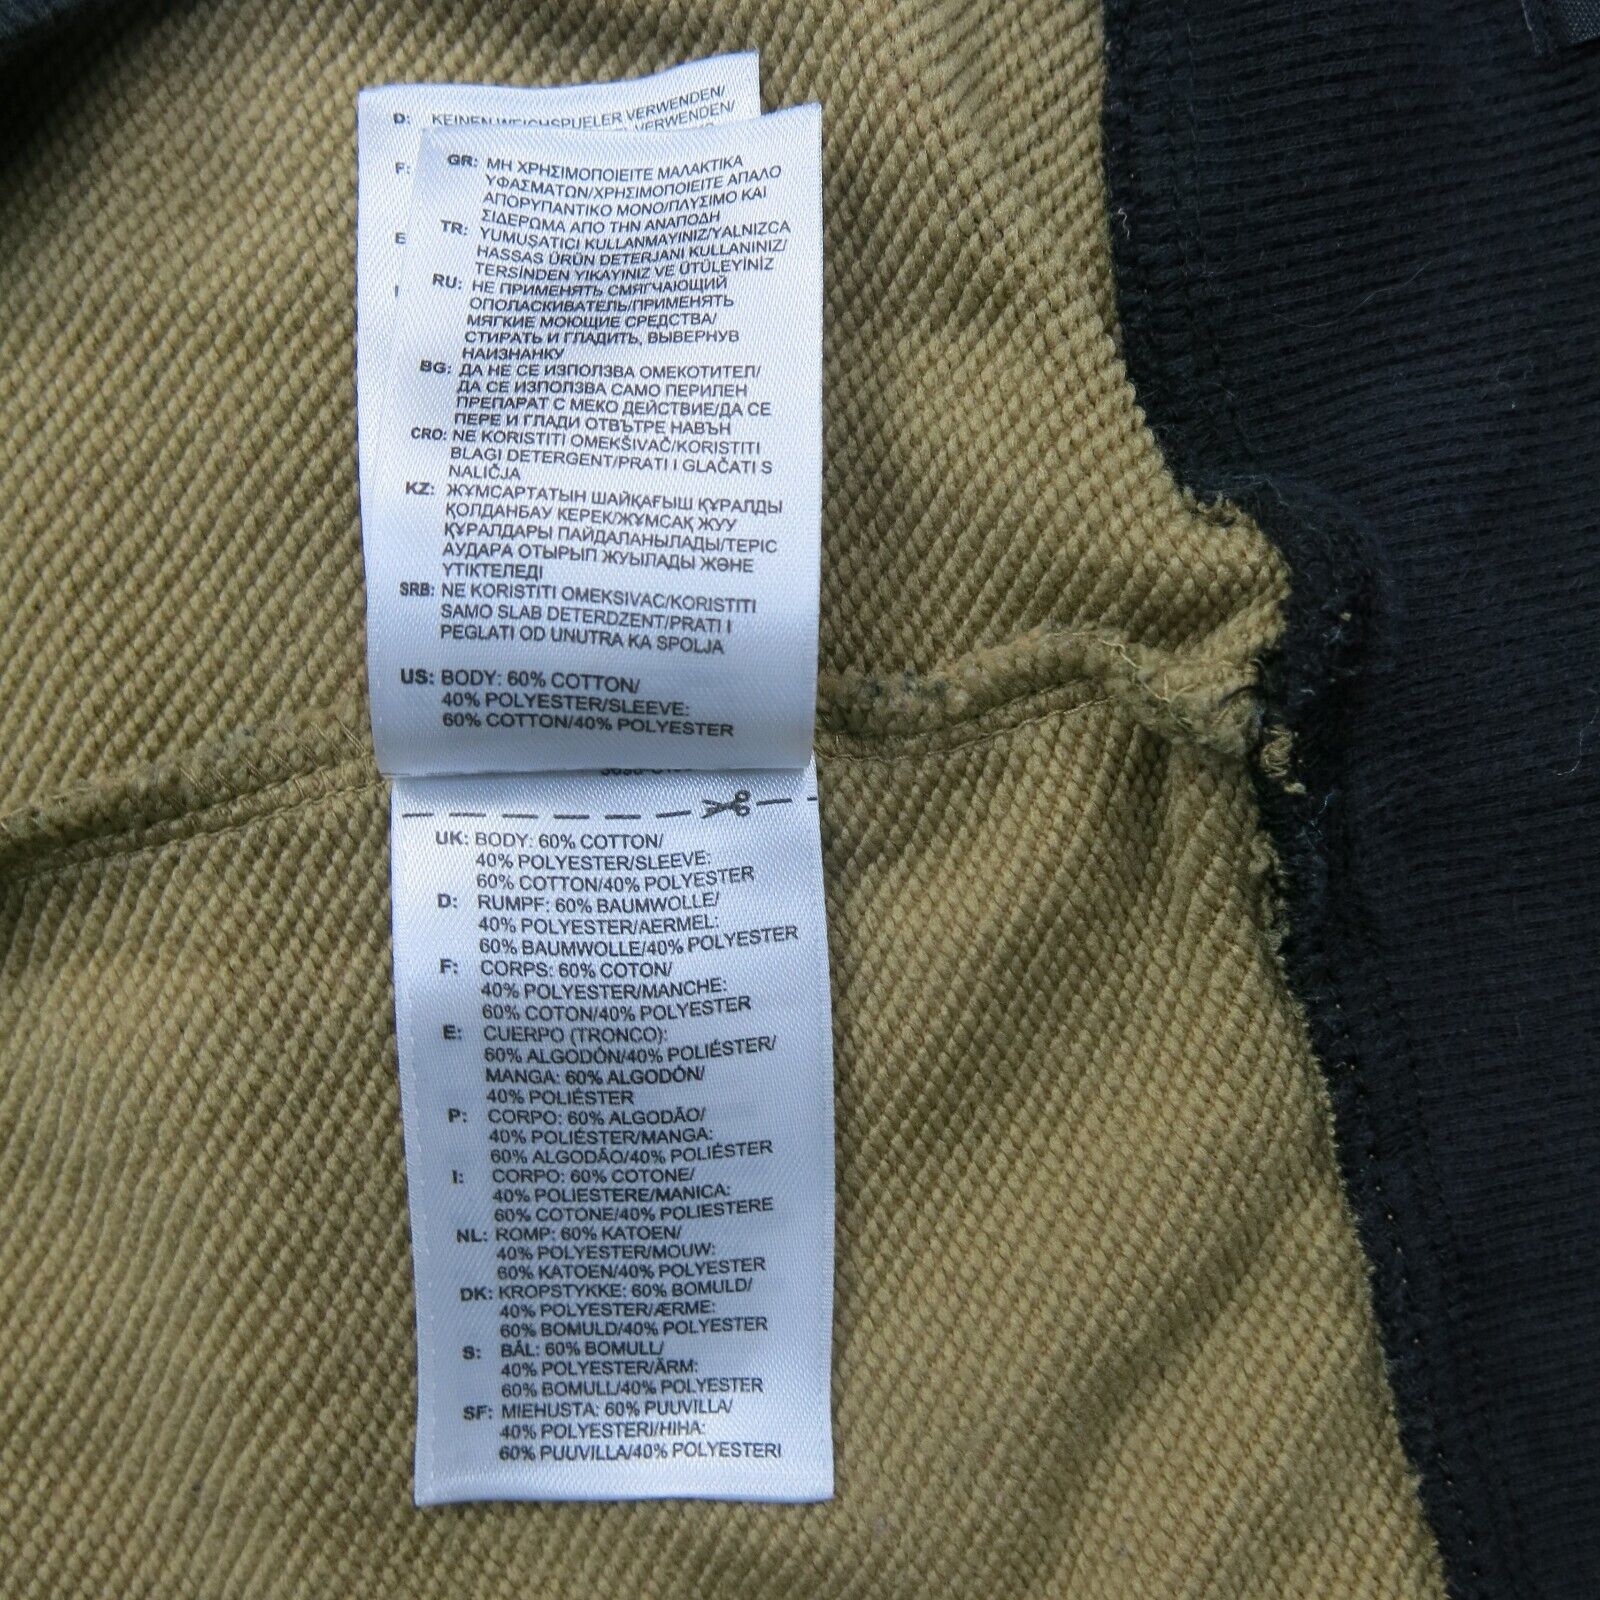 D: KEINEN WEICHSPUELER VERWENDEN/
VERWENDEN/
F:
E
I
GR: ΜΗ ΧΡΗΣΙΜΟΠΟΙΕΙΤΕ ΜΑΛΑΚΤΙΚΑ
ΥΦΑΣΜΑΤΩΝ/ΧΡΗΣΙΜΟΠΟΙΕΙΤΕ ΑΠΑΛΟ
ΑΠΟΡΥΠΑΝΤΙΚΟ ΜΟΝΟ/ΠΛΥΣΙΜΟ ΚΑΙ
ΣΙΔΕΡΩΜΑ ΑΠΟ ΤΗΝ ΑΝΑΠΟΔΗ
TR: YUMUŞATICI KULLANMAYINIZ/YALNIZCA
HASSAS ÜRÜN DETERJANI KULLANINIZ/
TERSİNDEN YIKAYINIZ VE ÜTÜLEYİNİZ
RU: НЕ ПРИМЕНЯТЬ СМЯГЧАЮЩИЙ
ОПОЛАСКИВАТЕЛЬ/ПРИМЕНЯТЬ
МЯГКИЕ МОЮЩИЕ СРЕДСТВА/
СТИРАТЬ И ГЛАДИТЬ, ВЫВЕРНУВ
НАИЗНАНКУ
BG: ДА НЕ СЕ ИЗПОЛЗВА ОМЕКОТИТЕЛ/
ДА СЕ ИЗПОЛЗВА САМО ПЕРИЛЕН
ПРЕПАРАТ С МЕКО ДЕЙСТВИЕ/ДА СЕ
ПЕРЕ И ГЛАДИ ОТВЪТРЕ НАВЪН
CRO: NE KORISTITI OMEKŠIVAČ/KORISTITI
BLAGI DETERGENT/PRATI I GLAČATI S
NALIČJA
KZ: ЖҰМСАРТАТЫН ШАЙҚАҒЫШ ҚҰРАЛДЫ
ҚОЛДАНБАУ КЕРЕК/ЖҰМСАҚ ЖУУ
ҚҰРАЛДАРЫ ПАЙДАЛАНЫЛАДЫ/ТЕРІС
АУДАРА ОТЫРЫП ЖУЫЛАДЫ ЖӘНЕ
ҮТІКТЕЛЕДІ
SRB: NE KORISTITI OMEKSIVAC/KORISTITI
SAMO SLAB DETERDZENT/PRATI I
PEGLATI OD UNUTRA KA SPOLJA
US: BODY: 60% COTTON/
40% POLYESTER/SLEEVE:
60% COTTON/40% POLYESTER
UK: BODY: 60% COTTON/
40% POLYESTER/SLEEVE:
60% COTTON/40% POLYESTER
D: RUMPF: 60% BAUMWOLLE/
40% POLYESTER/AERMEL:
60% BAUMWOLLE/40% POLYESTER
F: CORPS: 60% COTON/
40% POLYESTER/MANCHE:
60% COTON/40% POLYESTER
E: CUERPO (TRONCO):
60% ALGODÓN/40% POLIÉSTER/
MANGA: 60% ALGODÓN/
40% POLIÉSTER
P: CORPO: 60% ALGODÃO/
40% POLIÉSTER/MANGA:
60% ALGODÃO/40% POLIÉSTER
I: CORPO: 60% COTONE/
40% POLIESTERE/MANICA:
60% COTONE/40% POLIESTERE
NL: ROMP: 60% KATOEN/
40% POLYESTER/MOUW:
60% KATOEN/40% POLYESTER
DK: KROPSTYKKE: 60% BOMULD/
40% POLYESTER/ÆRME:
60% BOMULD/40% POLYESTER
S: BÅL: 60% BOMULL/
40% POLYESTER/ÄRM:
60% BOMULL/40% POLYESTER
SF: MIEHUSTA: 60% PUUVILLA/
40% POLYESTERI/HIHA:
60% PUUVILLA/40% POLYESTERI